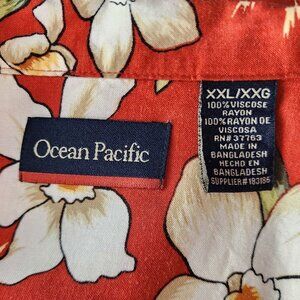 Ocean Pacific
XXL/XXG
100% VISCOSE
RAYON
100% RAYON DE
VISCOSA
RN# 37763
MADE IN
BANGLADESH
HECHO EN
BANGLADESH
SUPPLIER# 193185